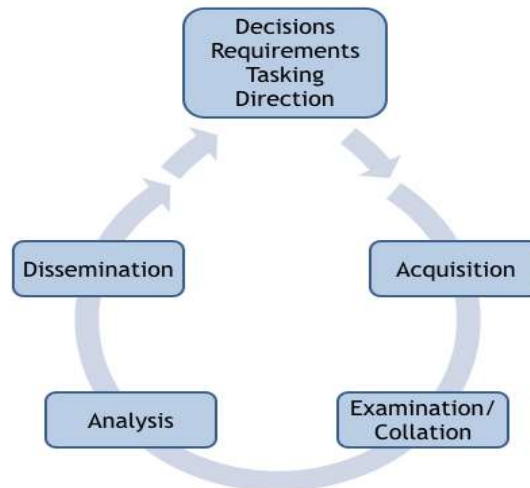 Decisions
Requirements
Tasking
Direction
Acquisition
Examination/
Collation
Analysis
Dissemination